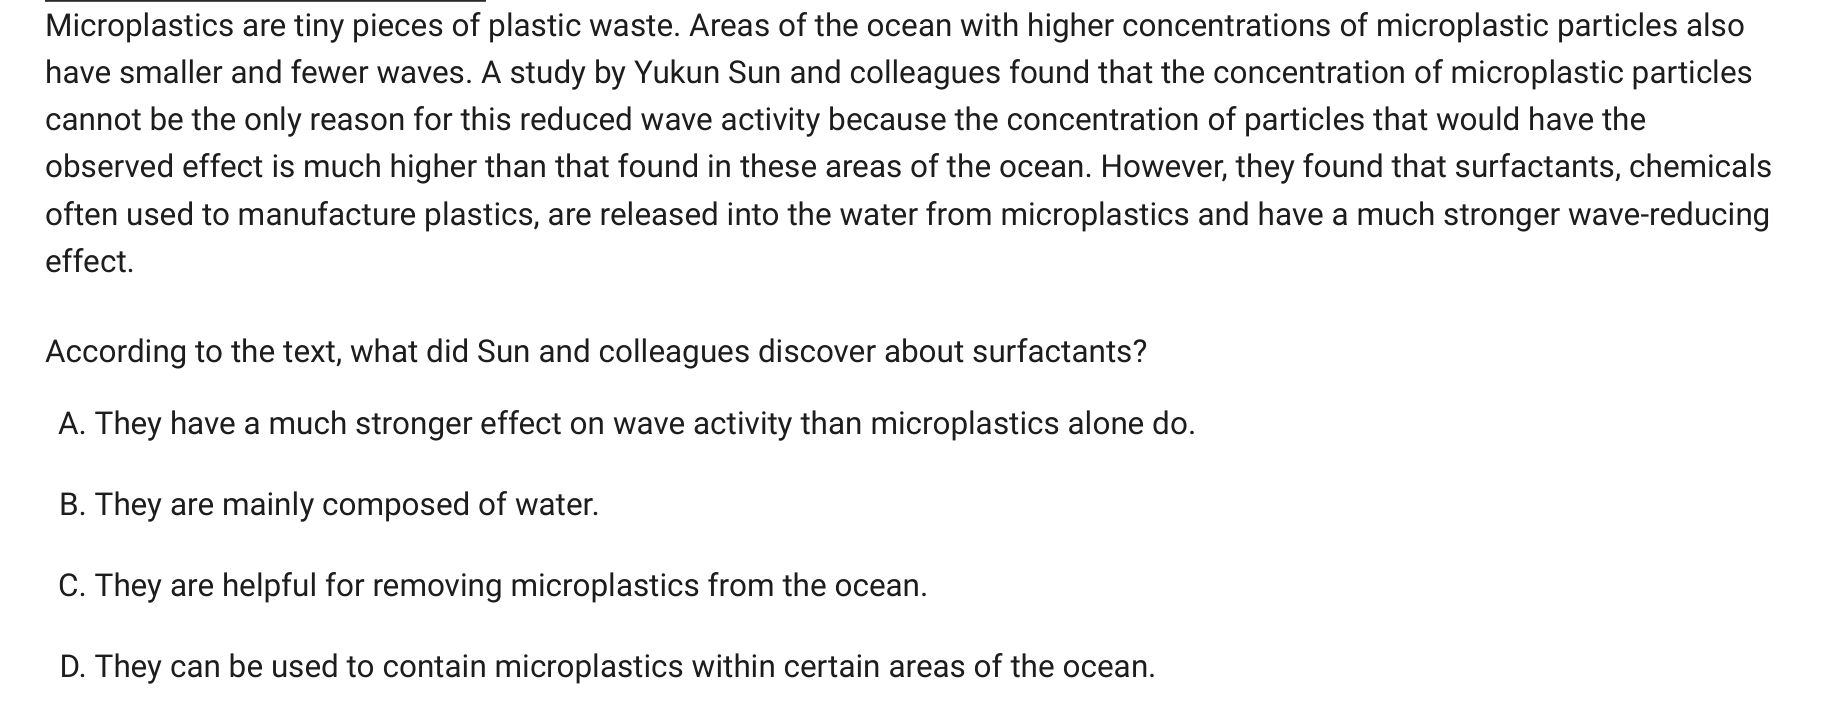 Microplastics are tiny pieces of plastic waste. Areas of the ocean with higher concentrations of microplastic particles also
have smaller and fewer waves. A study by Yukun Sun and colleagues found that the concentration of microplastic particles
cannot be the only reason for this reduced wave activity because the concentration of particles that would have the
observed effect is much higher than that found in these areas of the ocean. However, they found that surfactants, chemicals
often used to manufacture plastics, are released into the water from microplastics and have a much stronger wave-reducing
effect.
According to the text, what did Sun and colleagues discover about surfactants?
A. They have a much stronger effect on wave activity than microplastics alone do.
B. They are mainly composed of water.
C. They are helpful for removing microplastics from the ocean.
D. They can be used to contain microplastics within certain areas of the ocean.